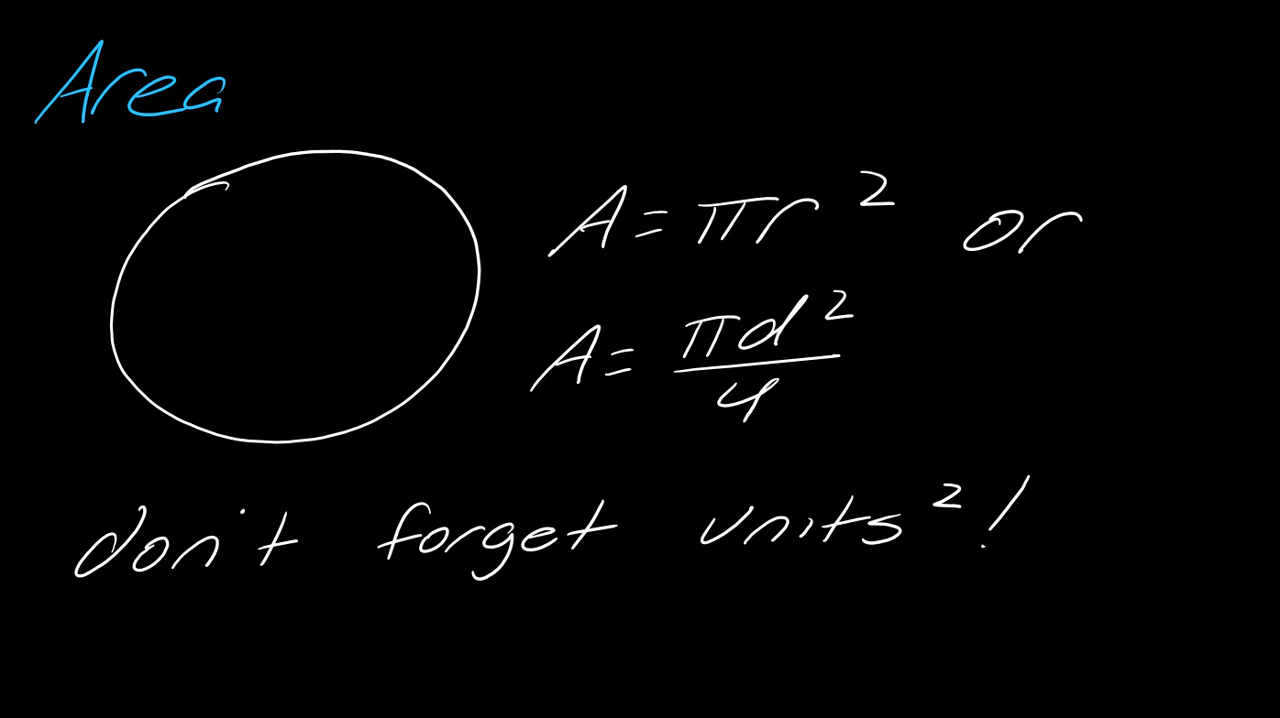 Area
A = πr² or
A = πd²/4
don't forget units²!